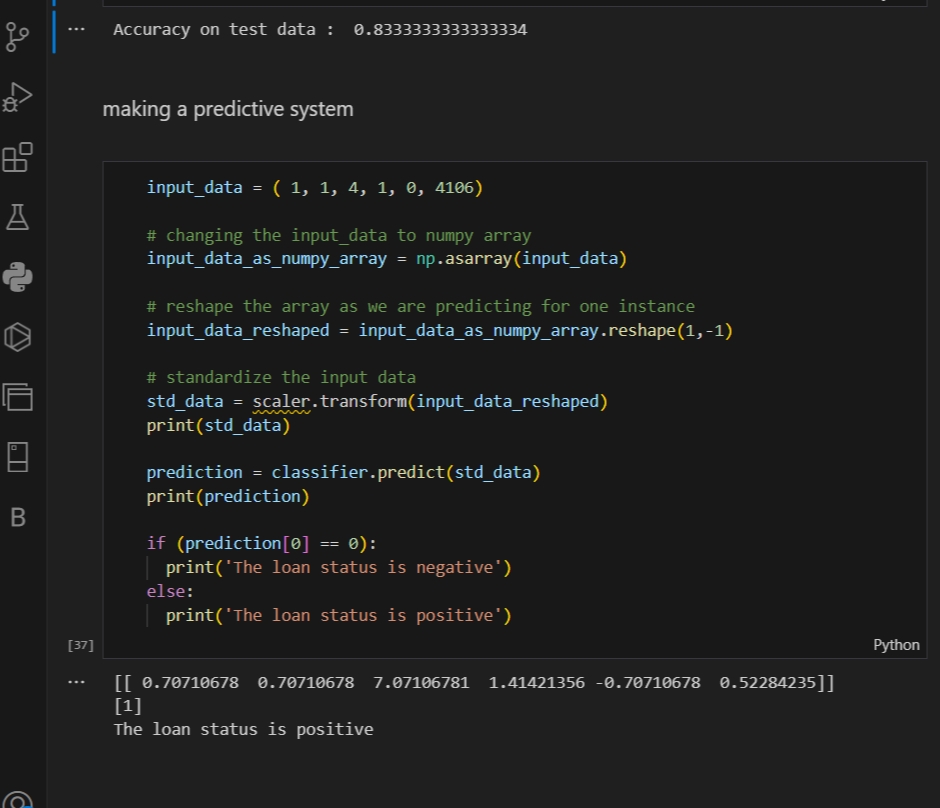 ... Accuracy on test data :  0.8333333333333334
making a predictive system
input_data = ( 1, 1, 4, 1, 0, 4106)
# changing the input_data to numpy array
input_data_as_numpy_array = np.asarray(input_data)
# reshape the array as we are predicting for one instance
input_data_reshaped = input_data_as_numpy_array.reshape(1,-1)
# standardize the input data
std_data = scaler.transform(input_data_reshaped)
print(std_data)
prediction = classifier.predict(std_data)
print(prediction)
if (prediction[0] == 0):
  print('The loan status is negative')
else:
  print('The loan status is positive')
[37]
Python
... [[ 0.70710678  0.70710678  7.07106781  1.41421356 -0.70710678  0.52284235]]
[1]
The loan status is positive
B